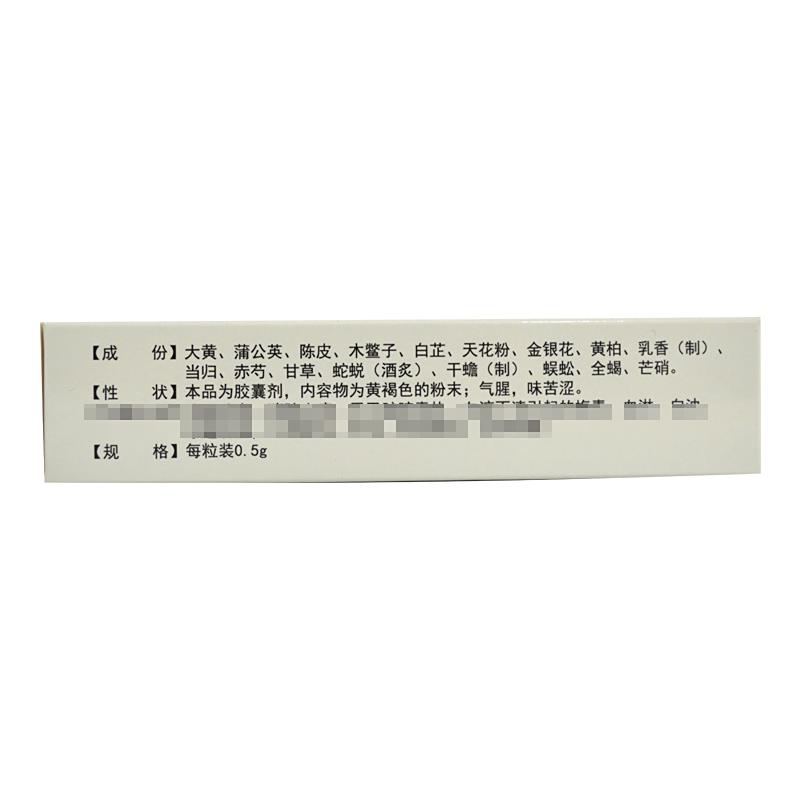 【成 份】大黄、蒲公英、陈皮、木鳖子、白芷、天花粉、金银花、黄柏、乳香（制）、
当归、赤芍、甘草、蛇蜕（酒炙）、干蟾（制）、蜈蚣、全蝎、芒硝。
【性 状】本品为胶囊剂，内容物为黄褐色的粉末；气腥，味苦涩。
【规 格】每粒装0.5g